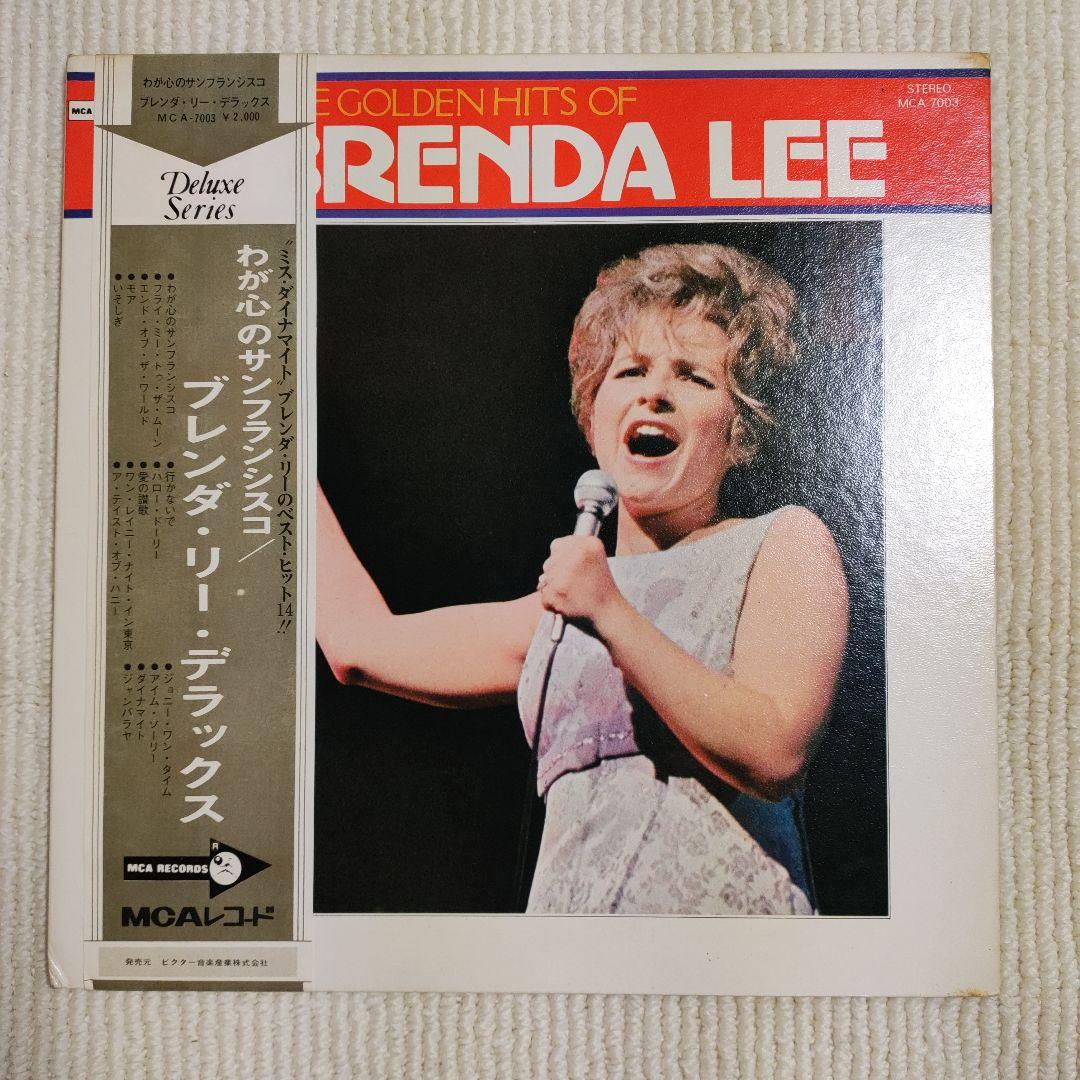 わが心のサンフランシスコ
ブレンダ・リー・デラックス
MCA-7003 ¥2,000
MCA
E GOLDEN HITS OF
BRENDA LEE
STEREO
MCA 7003
Deluxe
Series
"ミス・ダイナマイト"ブレンダ・リーのベスト・ヒット14!!
わが心のサンフランシスコ/
ブレンダ・リー・デラックス
●わが心のサンフランシスコ
●フライ・ミー・トゥ・ザ・ムーン
●エンド・オブ・ザ・ワールド
●モア
●いそしぎ
●行かないで
●ハロー・ドーリー
●愛の讃歌
●ワン・レイニー・ナイト・イン東京
●ア・テイスト・オブ・ハニー
●ジョニー・ワン・タイム
●アイム・ソーリー
●ダイナマイト
●ジャンバラヤ
R
MCA RECORDS
MCAレコード
発売元 ビクター音楽産業株式会社